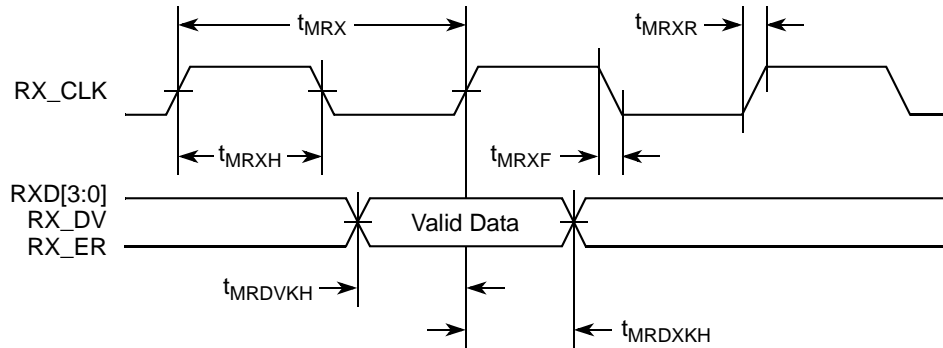 tMRX
tMRXR
RX_CLK
tMRXH
tMRXF
RXD[3:0]
RX_DV
Valid Data
RX_ER
tMRDVKH
tMRDXKH